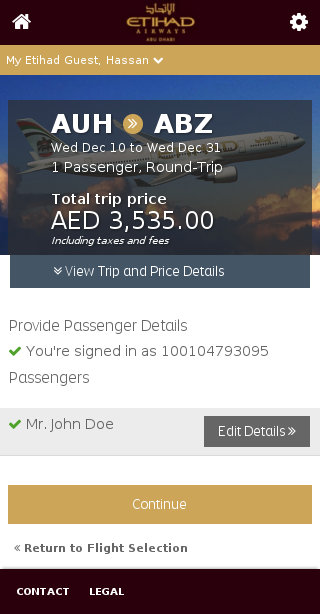 الإتحاد
ETIHAD
AIRWAYS
ABU DHABI
My Etihad Guest, Hassan
AUH ABZ
Wed Dec 10 to Wed Dec 31
1 Passenger, Round-Trip
Total trip price
AED 3,535.00
Including taxes and fees
View Trip and Price Details
Provide Passenger Details
You're signed in as 100104793095
Passengers
Mr. John Doe
Edit Details
Continue
Return to Flight Selection
CONTACT LEGAL